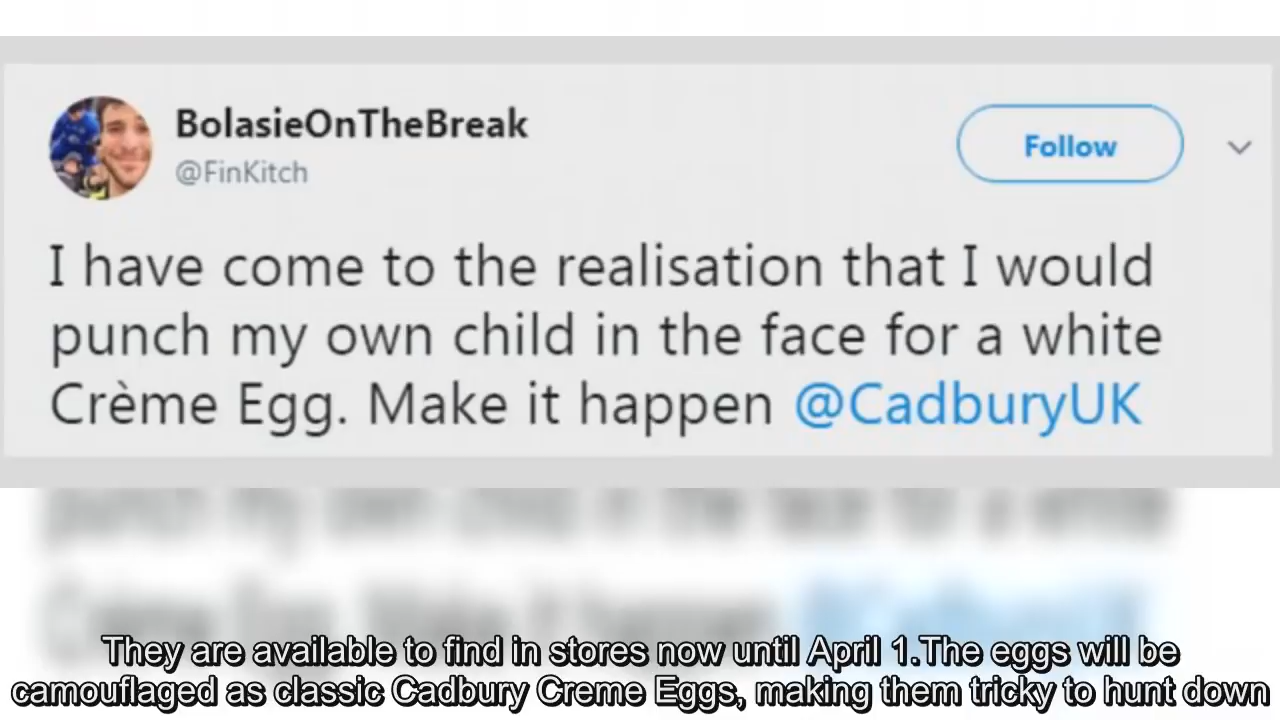 BolasieOnTheBreak
@FinKitch
Follow
I have come to the realisation that I would
punch my own child in the face for a white
Crème Egg. Make it happen @CadburyUK
They are available to find in stores now until April 1.The eggs will be
camouflaged as classic Cadbury Creme Eggs, making them tricky to hunt down